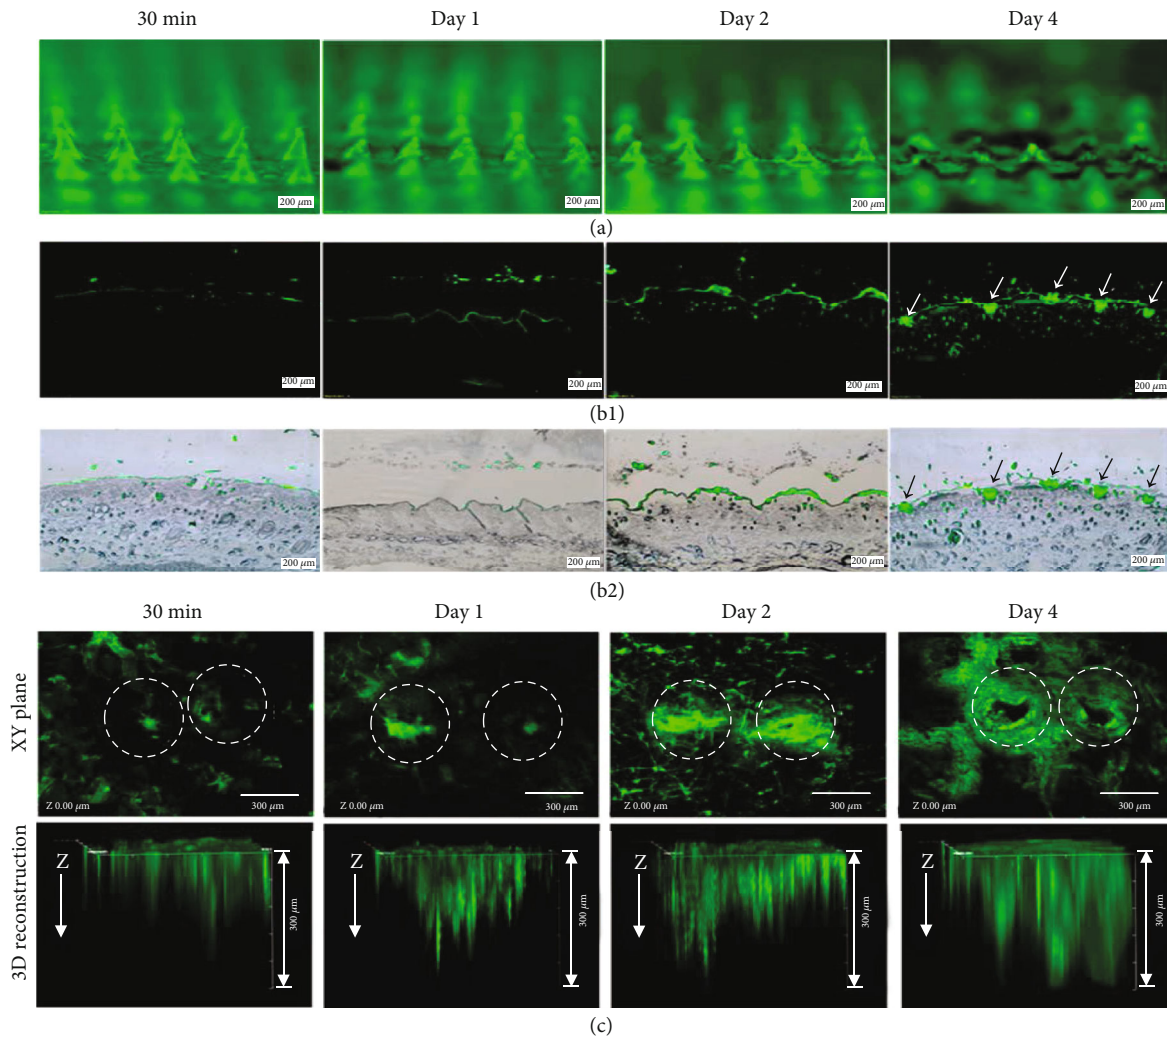 30 min Day 1 Day 2 Day 4
200 µm 200 µm 200 µm 200 µm
(a)
200 µm 200 µm 200 µm 200 µm
(b1)
200 µm 200 µm 200 µm 200 µm
(b2)
30 min Day 1 Day 2 Day 4
XY plane
Z 0.00 µm 300 µm Z 0.00 µm 300 µm Z 0.00 µm 300 µm Z 0.00 µm 300 µm
3D reconstruction
Z 300 µm Z 300 µm Z 300 µm Z 300 µm
(c)